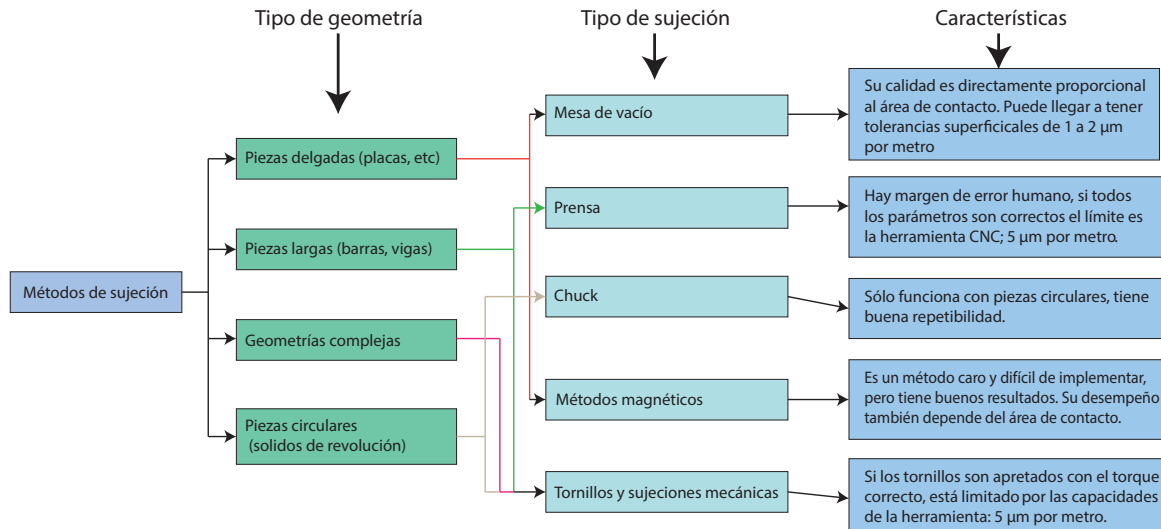 Tipo de geometría
Tipo de sujeción
Características
Métodos de sujeción
Piezas delgadas (placas, etc)
Piezas largas (barras, vigas)
Geometrías complejas
Piezas circulares
(solidos de revolución)
Mesa de vacío
Prensa
Chuck
Métodos magnéticos
Tornillos y sujeciones mecánicas
Su calidad es directamente proporcional
al área de contacto. Puede llegar a tener
tolerancias superficicales de 1 a 2 µm
por metro
Hay margen de error humano, si todos
los parámetros son correctos el límite es
la herramienta CNC; 5 µm por metro.
Sólo funciona con piezas circulares, tiene
buena repetibilidad.
Es un método caro y difícil de implementar,
pero tiene buenos resultados. Su desempeño
también depende del área de contacto.
Si los tornillos son apretados con el torque
correcto, está limitado por las capacidades
de la herramienta: 5 µm por metro.